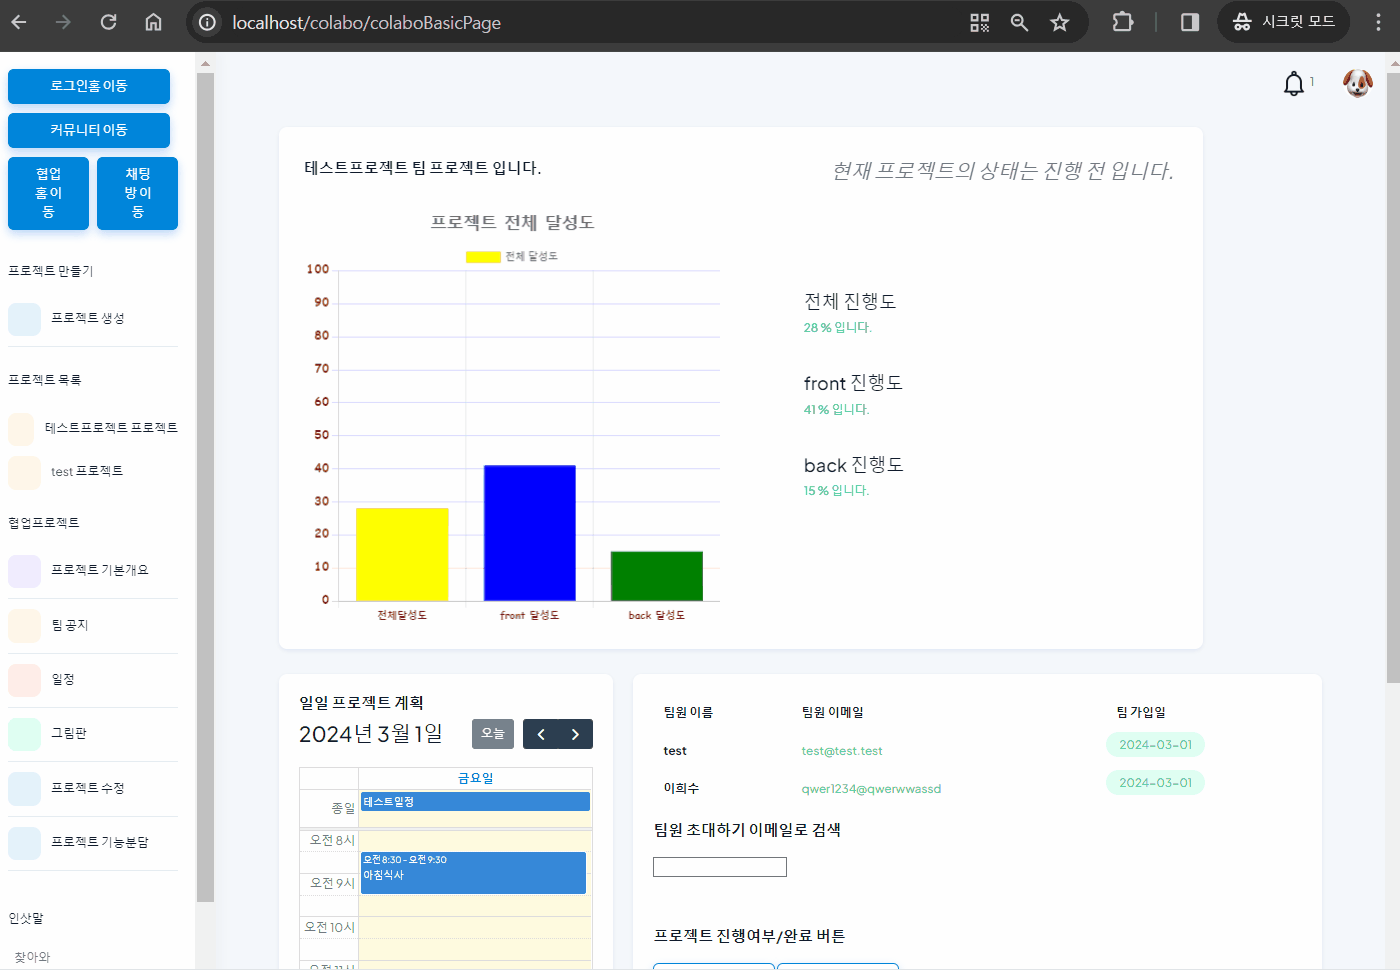 localhost/colabo/colaboBasicPage
시크릿 모드
로그인홈 이동
커뮤니티 이동
협업
홈 이
동
채팅
방 이
동
프로젝트 만들기
프로젝트 생성
프로젝트 목록
테스트프로젝트 프로젝트
test 프로젝트
협업프로젝트
프로젝트 기본개요
팀 공지
일정
그림판
프로젝트 수정
프로젝트 기능분담
인삿말
찾아와
1
테스트프로젝트 팀 프로젝트 입니다.
현재 프로젝트의 상태는 진행 전 입니다.
프로젝트 전체 달성도
전체 달성도
100
90
80
70
60
50
40
30
20
10
0
전체달성도
front 달성도
back 달성도
전체 진행도
28 % 입니다.
front 진행도
41 % 입니다.
back 진행도
15 % 입니다.
일일 프로젝트 계획
2024년 3월 1일
오늘
금요일
종일
테스트일정
오전 8시
오전 8:30 - 오전 9:30
아침식사
오전 9시
오전 10시
오전 11시
팀원 이름
팀원 이메일
팀 가입일
test
test@test.test
2024-03-01
이희수
qwer1234@qwerwwassd
2024-03-01
팀원 초대하기 이메일로 검색
프로젝트 진행여부/완료 버튼